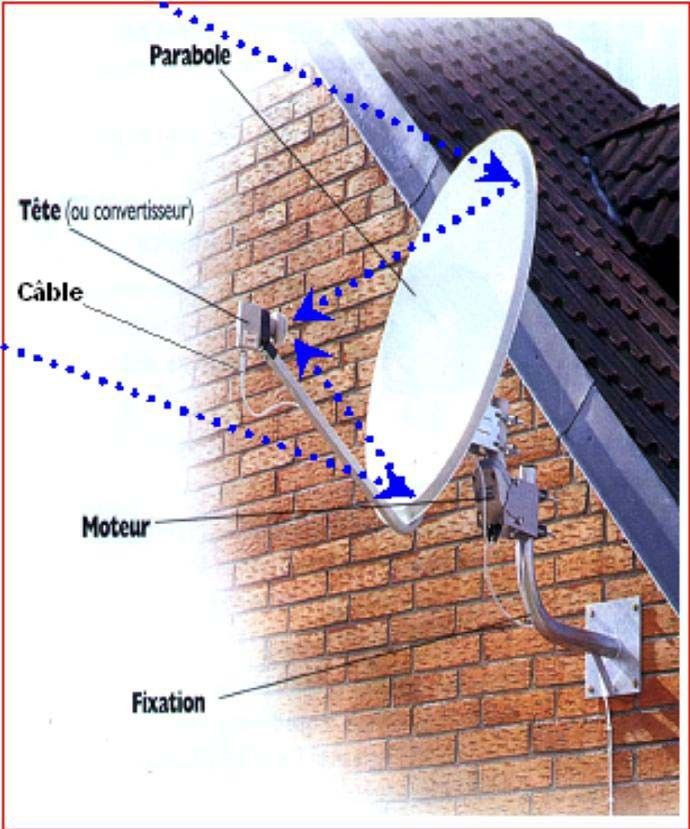 Parabole
Tête (ou convertisseur)
Câble
Moteur
Fixation